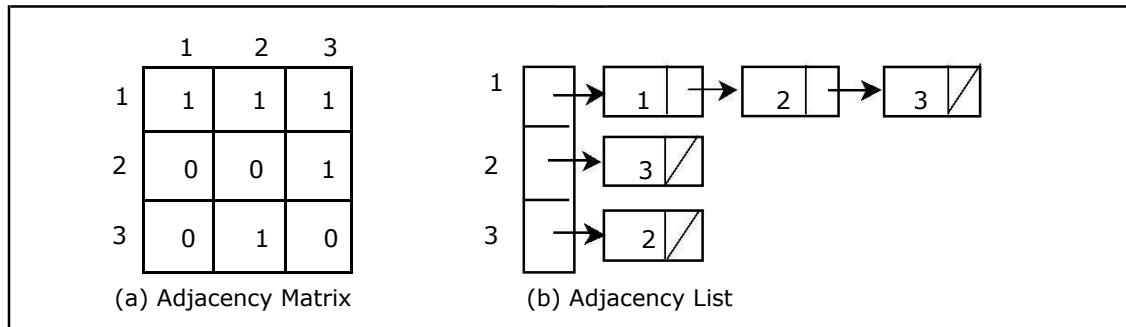 1 2 3
1 1 1 1
2 0 0 1
3 0 1 0
(a) Adjacency Matrix
1 1 2 3
2 3
3 2
(b) Adjacency List